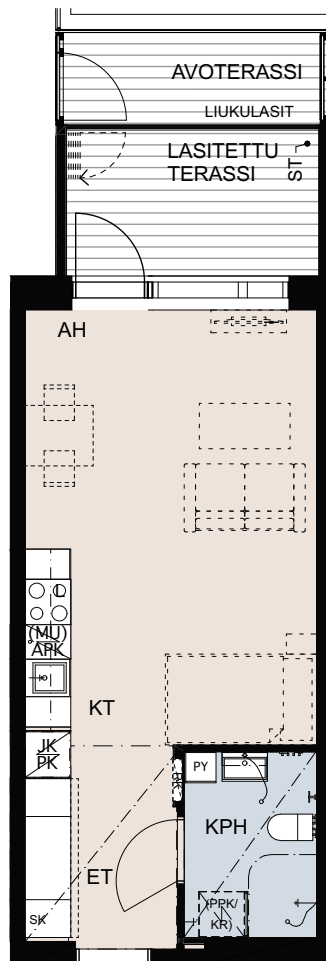 AVOTERASSI
LIUKULASIT
LASITETTU
TERASSI
ST
AH
L
(MU)
APK
KT
JK
PK
PY
KPH
ET
(PPK/
KR)
SK